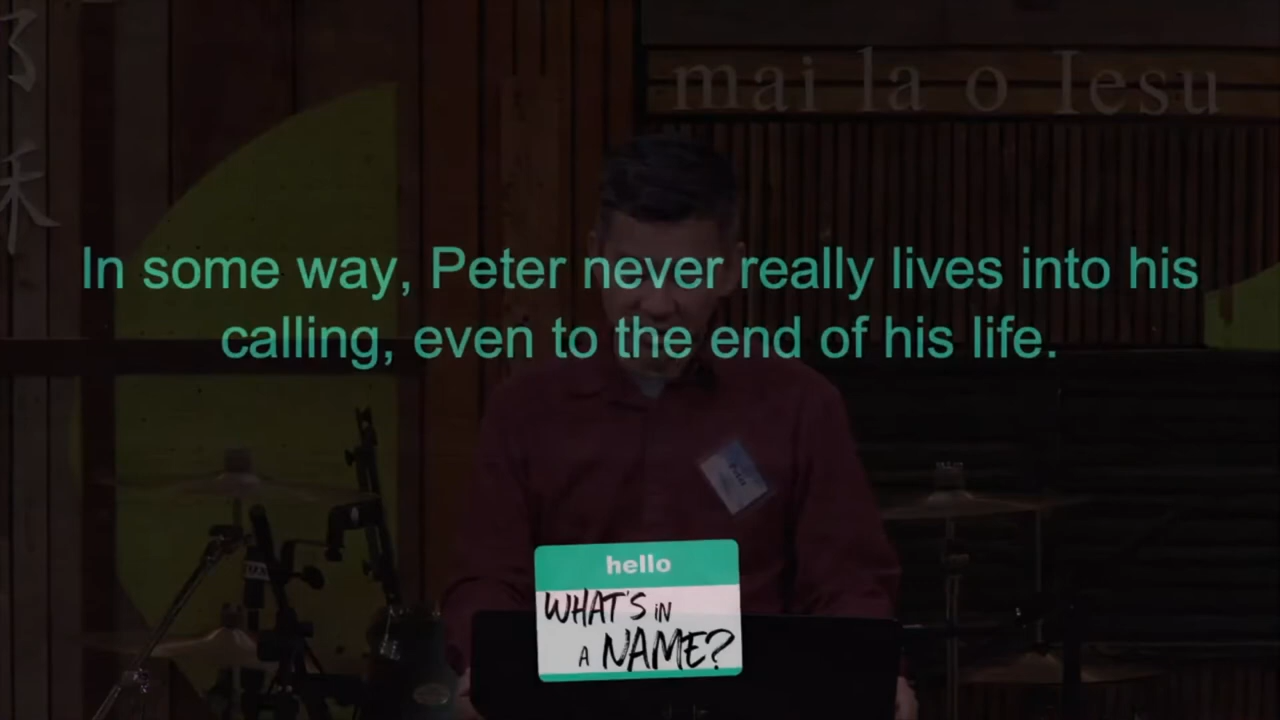 mai la o Iesu
In some way, Peter never really lives into his
calling, even to the end of his life.
hello
WHAT'S IN
A NAME?